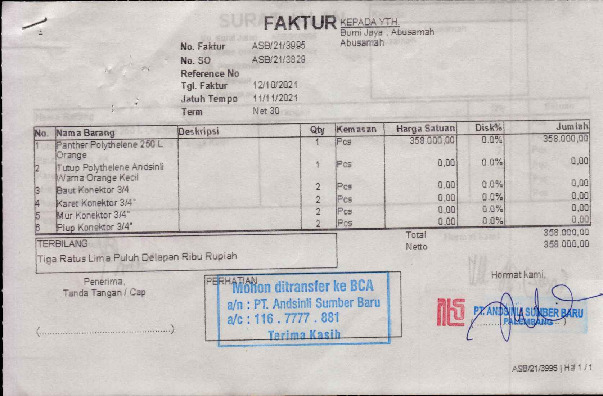 FAKTUR
KEPADA YTH.
Bumi Jaya , Abusamah
Abusamah
No. Faktur ASB/21/3995
No. SO ASB/21/3829
Reference No
Tgl. Faktur 12/10/2021
Jatuh Tempo 11/11/2021
Term Net 30
No. Nama Barang Deskripsi Qty Kemasan Harga Satuan Disk% Jumlah
1 Panther Polythelene 250 L 1 Pcs 358.000,00 0.0% 358.000,00
Orange
2 Tutup Polythelene Andsinli 1 Pcs 0,00 0.0% 0,00
Warna Orange Kecil
3 Baut Konektor 3/4 2 Pcs 0,00 0.0% 0,00
4 Karet Konektor 3/4" 2 Pcs 0,00 0.0% 0,00
5 Mur Konektor 3/4" 2 Pcs 0,00 0.0% 0,00
6 Plup Konektor 3/4" 2 Pcs 0,00 0.0% 0,00
Total 358.000,00
Netto 358.000,00
TERBILANG
Tiga Ratus Lima Puluh Delapan Ribu Rupiah
Penerima,
Tanda Tangan / Cap
(..............................)
PERHATIAN
Mohon ditransfer ke BCA
a/n : PT. Andsinli Sumber Baru
a/c : 116 . 7777 . 881
Terima Kasih
Hormat kami,
PT. ANDSINLI SUMBER BARU
PALEMBANG
ASB/21/3995 | Hal 1 / 1